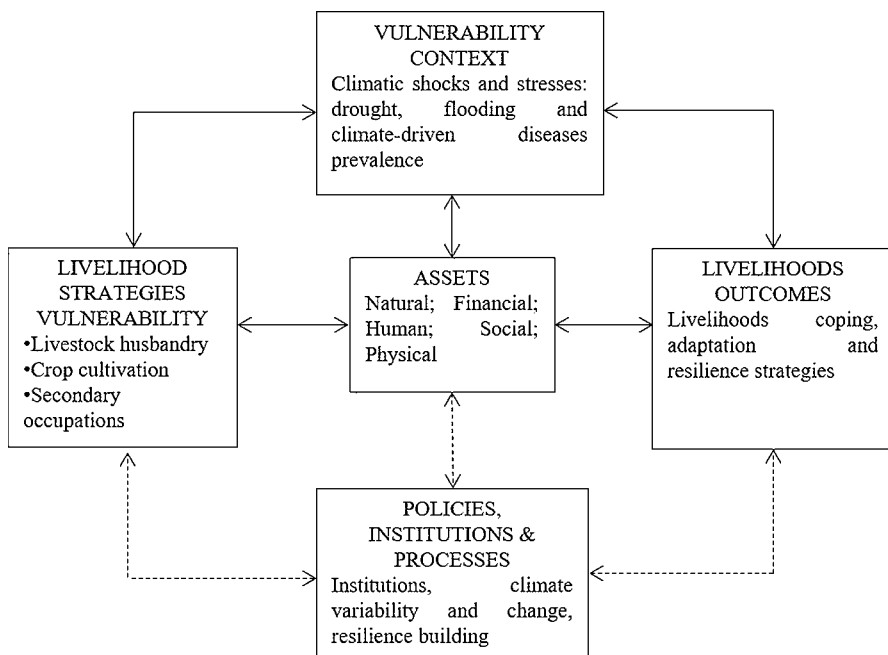 VULNERABILITY
CONTEXT
Climatic shocks and stresses:
drought, flooding and
climate-driven diseases
prevalence
LIVELIHOOD
STRATEGIES
VULNERABILITY
•Livestock husbandry
•Crop cultivation
•Secondary
occupations
ASSETS
Natural; Financial;
Human; Social;
Physical
LIVELIHOODS
OUTCOMES
Livelihoods coping,
adaptation and
resilience strategies
POLICIES,
INSTITUTIONS &
PROCESSES
Institutions, climate
variability and change,
resilience building